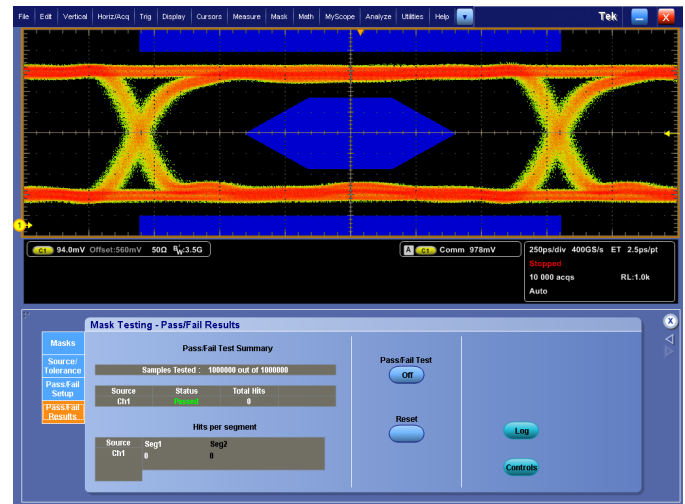 File Edit Vertical Horiz/Acq Trig Display Cursors Measure Mask Math MyScope Analyze Utilities Help Tek X
1
C1 94.0mV Offset:560mV 50Ω BW:3.5G
A C1 Comm 978mV
250ps/div 400GS/s ET 2.5ps/pt
Stopped
10 000 acqs RL:1.0k
Auto
Mask Testing - Pass/Fail Results
X
Masks
Source/
Tolerance
Pass/Fail
Setup
Pass/Fail
Results
Pass/Fail Test Summary
Samples Tested : 1000000 out of 1000000
Source Status Total Hits
Ch1 Passed 0
Hits per segment
Source Seg1 Seg2
Ch1 0 0
Pass/Fail Test
Off
Reset
Log
Controls